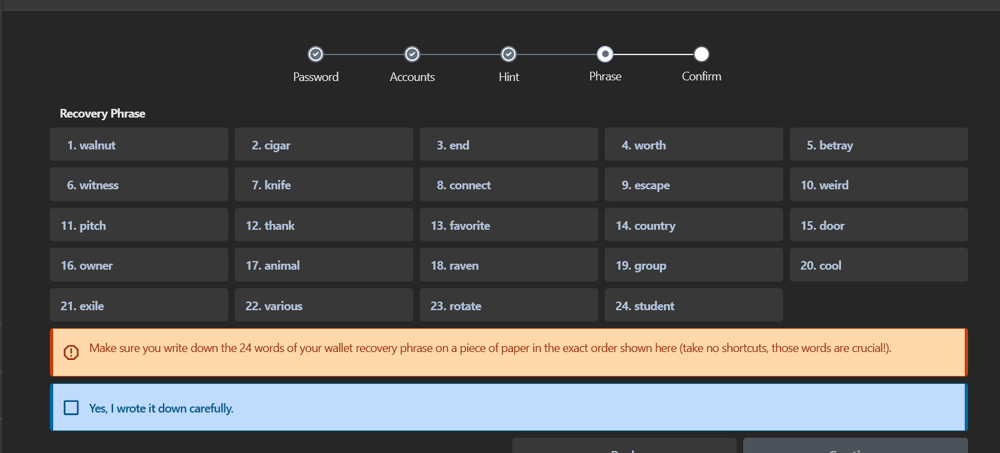 Password Accounts Hint Phrase Confirm
Recovery Phrase
1. walnut 2. cigar 3. end 4. worth 5. betray
6. witness 7. knife 8. connect 9. escape 10. weird
11. pitch 12. thank 13. favorite 14. country 15. door
16. owner 17. animal 18. raven 19. group 20. cool
21. exile 22. various 23. rotate 24. student
Make sure you write down the 24 words of your wallet recovery phrase on a piece of paper in the exact order shown here (take no shortcuts, those words are crucial!).
Yes, I wrote it down carefully.